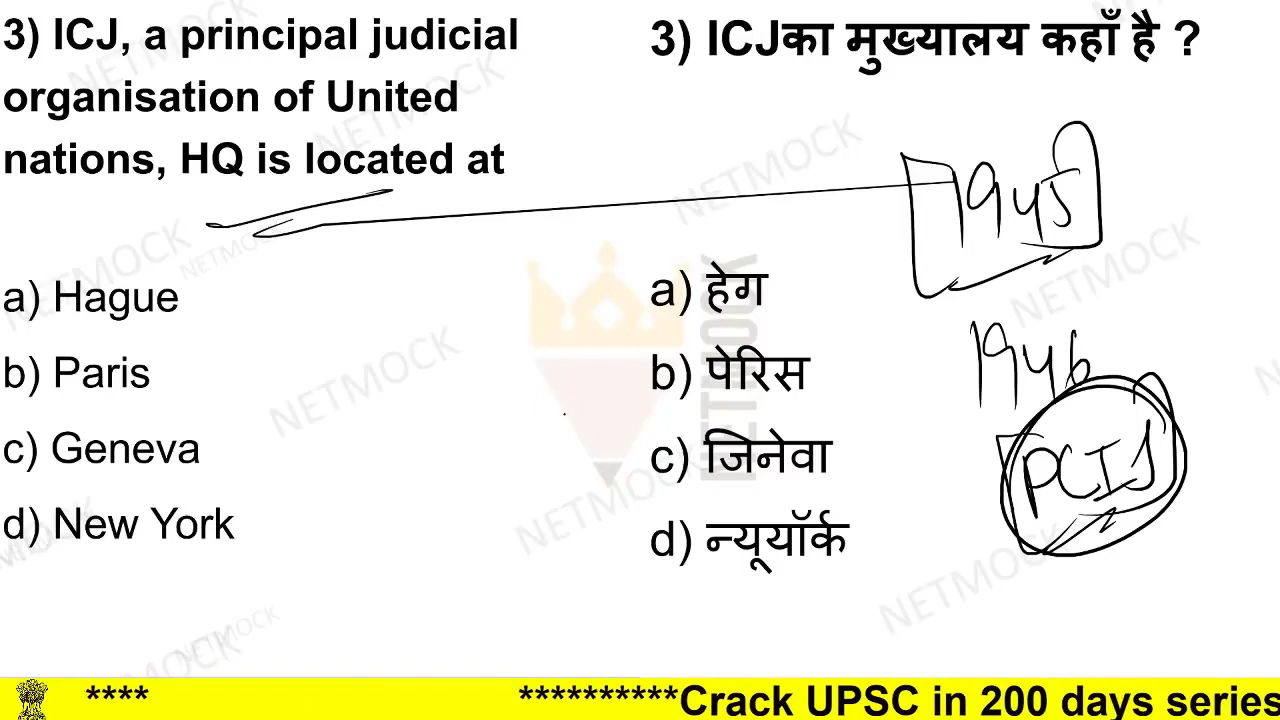 3) ICJ, a principal judicial
organisation of United
nations, HQ is located at
a) Hague
b) Paris
c) Geneva
d) New York
3) ICJका मुख्यालय कहाँ है ?
1945
a) हेग
b) पेरिस
c) जिनेवा
d) न्यूयॉर्क
1946
PCIJ
NETMOCK
**** **********Crack UPSC in 200 days series